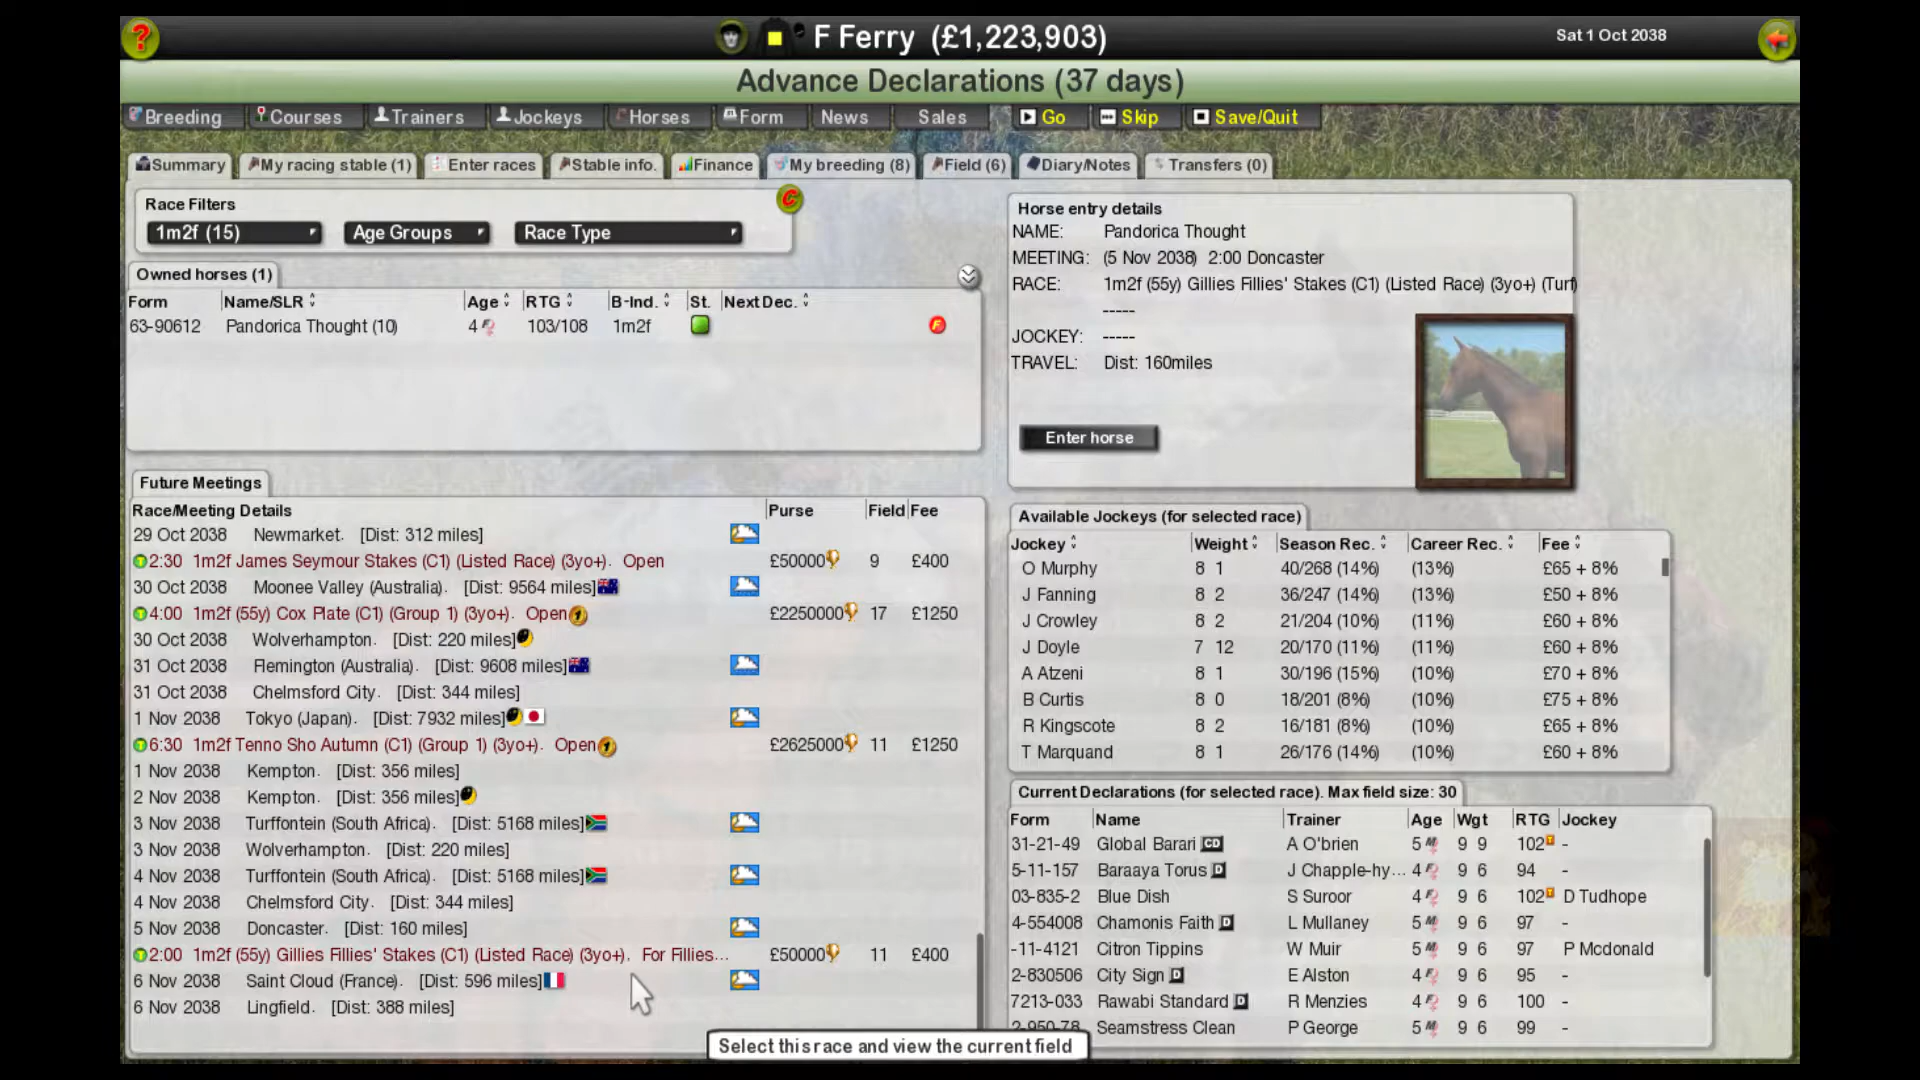 F Ferry (£1,223,903)
Sat 1 Oct 2038
Advance Declarations (37 days)
Breeding Courses Trainers Jockeys Horses Form News Sales Go Skip Save/Quit
Summary My racing stable (1) Enter races Stable info. Finance My breeding (8) Field (6) Diary/Notes Transfers (0)
Race Filters
1m2f (15) Age Groups Race Type
Owned horses (1)
Form Name/SLR Age RTG B-Ind. St. Next Dec.
63-90612 Pandorica Thought (10) 4 103/108 1m2f
Future Meetings
Race/Meeting Details Purse Field Fee
29 Oct 2038 Newmarket. [Dist: 312 miles]
2:30 1m2f James Seymour Stakes (C1) (Listed Race) (3yo+). Open £50000 9 £400
30 Oct 2038 Moonee Valley (Australia). [Dist: 9564 miles]
4:00 1m2f (55y) Cox Plate (C1) (Group 1) (3yo+). Open £2250000 17 £1250
30 Oct 2038 Wolverhampton. [Dist: 220 miles]
31 Oct 2038 Flemington (Australia). [Dist: 9608 miles]
31 Oct 2038 Chelmsford City. [Dist: 344 miles]
1 Nov 2038 Tokyo (Japan). [Dist: 7932 miles]
6:30 1m2f Tenno Sho Autumn (C1) (Group 1) (3yo+). Open £2625000 11 £1250
1 Nov 2038 Kempton. [Dist: 356 miles]
2 Nov 2038 Kempton. [Dist: 356 miles]
3 Nov 2038 Turffontein (South Africa). [Dist: 5168 miles]
3 Nov 2038 Wolverhampton. [Dist: 220 miles]
4 Nov 2038 Turffontein (South Africa). [Dist: 5168 miles]
4 Nov 2038 Chelmsford City. [Dist: 344 miles]
5 Nov 2038 Doncaster. [Dist: 160 miles]
2:00 1m2f (55y) Gillies Fillies' Stakes (C1) (Listed Race) (3yo+). For Fillies... £50000 11 £400
6 Nov 2038 Saint Cloud (France). [Dist: 596 miles]
6 Nov 2038 Lingfield. [Dist: 388 miles]
Select this race and view the current field
Horse entry details
NAME: Pandorica Thought
MEETING: (5 Nov 2038) 2:00 Doncaster
RACE: 1m2f (55y) Gillies Fillies' Stakes (C1) (Listed Race) (3yo+) (Turf)
-----
JOCKEY: -----
TRAVEL: Dist: 160miles
Enter horse
Available Jockeys (for selected race)
Jockey Weight Season Rec. Career Rec. Fee
O Murphy 8 1 40/268 (14%) (13%) £65 + 8%
J Fanning 8 2 36/247 (14%) (13%) £50 + 8%
J Crowley 8 2 21/204 (10%) (11%) £60 + 8%
J Doyle 7 12 20/170 (11%) (11%) £60 + 8%
A Atzeni 8 1 30/196 (15%) (10%) £70 + 8%
B Curtis 8 0 18/201 (8%) (10%) £75 + 8%
R Kingscote 8 2 16/181 (8%) (10%) £65 + 8%
T Marquand 8 1 26/176 (14%) (10%) £60 + 8%
Current Declarations (for selected race). Max field size: 30
Form Name Trainer Age Wgt RTG Jockey
31-21-49 Global Barari CD A O'brien 5 9 9 102 -
5-11-157 Baraaya Torus D J Chapple-hy... 4 9 6 94 -
03-835-2 Blue Dish S Suroor 4 9 6 102 D Tudhope
4-554008 Chamonis Faith D L Mullaney 5 9 6 97 -
-11-4121 Citron Tippins W Muir 5 9 6 97 P Mcdonald
2-830506 City Sign D E Alston 4 9 6 95 -
7213-033 Rawabi Standard D R Menzies 4 9 6 100 -
2-950-78 Seamstress Clean P George 5 9 6 99 -